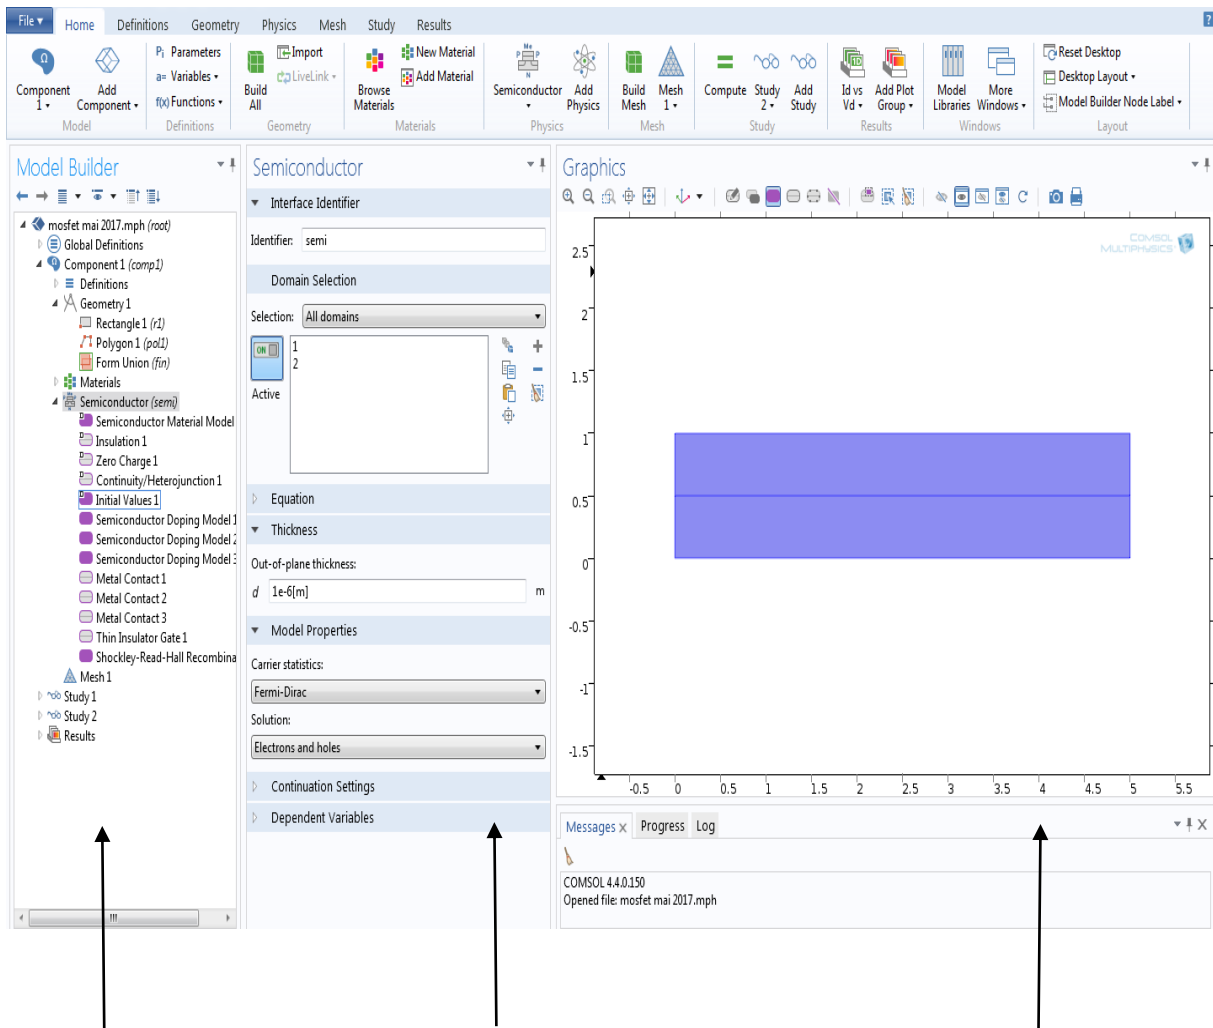 File
Home
Definitions
Geometry
Physics
Mesh
Study
Results
?
Component
1
Add
Component
Model
Pi Parameters
a= Variables
f(x) Functions
Definitions
Build
All
Import
LiveLink
Geometry
Browse
Materials
New Material
Add Material
Materials
Semiconductor
Add
Physics
Physics
Build
Mesh
Mesh
1
Mesh
Compute
Study
2
Add
Study
Study
Id vs
Vd
Add Plot
Group
Results
Model
Libraries
More
Windows
Windows
Reset Desktop
Desktop Layout
Model Builder Node Label
Layout
Model Builder
mosfet mai 2017.mph (root)
Global Definitions
Component 1 (comp1)
Definitions
Geometry 1
Rectangle 1 (r1)
Polygon 1 (pol1)
Form Union (fin)
Materials
Semiconductor (semi)
Semiconductor Material Model
Insulation 1
Zero Charge 1
Continuity/Heterojunction 1
Initial Values 1
Semiconductor Doping Model 1
Semiconductor Doping Model 2
Semiconductor Doping Model 3
Metal Contact 1
Metal Contact 2
Metal Contact 3
Thin Insulator Gate 1
Shockley-Read-Hall Recombina
Mesh 1
Study 1
Study 2
Results
Semiconductor
Interface Identifier
Identifier: semi
Domain Selection
Selection: All domains
ON
Active
1
2
Equation
Thickness
Out-of-plane thickness:
d 1e-6[m] m
Model Properties
Carrier statistics:
Fermi-Dirac
Solution:
Electrons and holes
Continuation Settings
Dependent Variables
Graphics
COMSOL
MULTIPHYSICS
2.5
2
1.5
1
0.5
0
-0.5
-1
-1.5
-0.5 0 0.5 1 1.5 2 2.5 3 3.5 4 4.5 5 5.5
Messages Progress Log
COMSOL 4.4.0.150
Opened file: mosfet mai 2017.mph